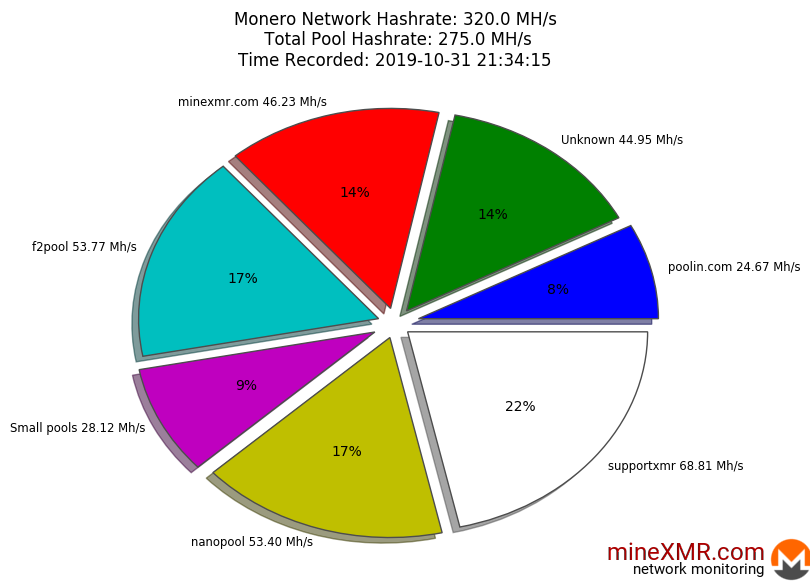 Monero Network Hashrate: 320.0 MH/s
Total Pool Hashrate: 275.0 MH/s
Time Recorded: 2019-10-31 21:34:15
minexmr.com 46.23 Mh/s
Unknown 44.95 Mh/s
14%
14%
f2pool 53.77 Mh/s
poolin.com 24.67 Mh/s
17%
8%
9%
22%
Small pools 28.12 Mh/s
17%
supportxmr 68.81 Mh/s
nanopool 53.40 Mh/s
mineXMR.com
network monitoring